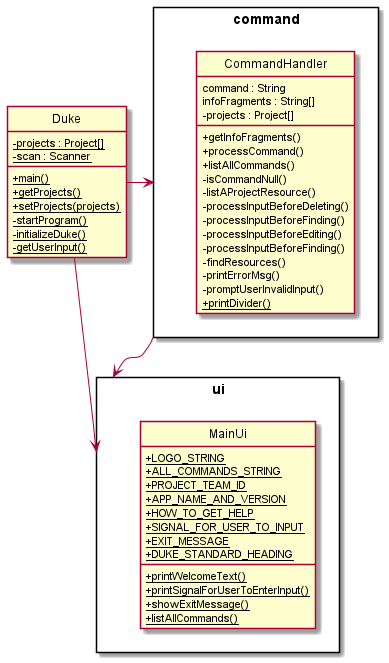 command
CommandHandler
command : String
infoFragments : String[]
-projects : Project[]
+getInfoFragments()
+processCommand()
+listAllCommands()
-isCommandNull()
-listAProjectResource()
-processInputBeforeDeleting()
-processInputBeforeFinding()
-processInputBeforeEditing()
-processInputBeforeFinding()
-findResources()
-printErrorMsg()
-promptUserInvalidInput()
+printDivider()
Duke
-projects : Project[]
-scan : Scanner
+main()
+getProjects()
+setProjects(projects)
-startProgram()
-initializeDuke()
-getUserInput()
ui
MainUi
+LOGO_STRING
+ALL_COMMANDS_STRING
+PROJECT_TEAM_ID
+APP_NAME_AND_VERSION
+HOW_TO_GET_HELP
+SIGNAL_FOR_USER_TO_INPUT
+EXIT_MESSAGE
+DUKE_STANDARD_HEADING
+printWelcomeText()
+printSignalForUserToEnterInput()
+showExitMessage()
+listAllCommands()